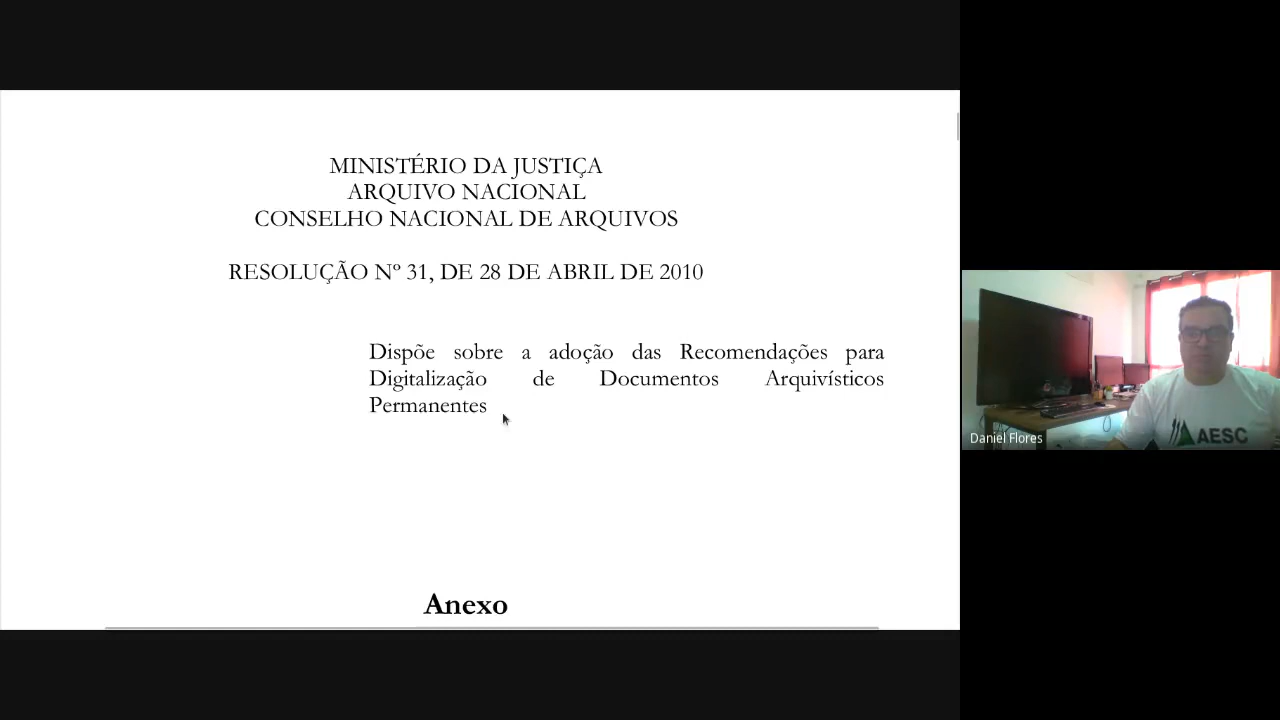 MINISTÉRIO DA JUSTIÇA
ARQUIVO NACIONAL
CONSELHO NACIONAL DE ARQUIVOS
RESOLUÇÃO Nº 31, DE 28 DE ABRIL DE 2010
Dispõe sobre a adoção das Recomendações para
Digitalização de Documentos Arquivísticos
Permanentes
Anexo
Daniel Flores
AESC